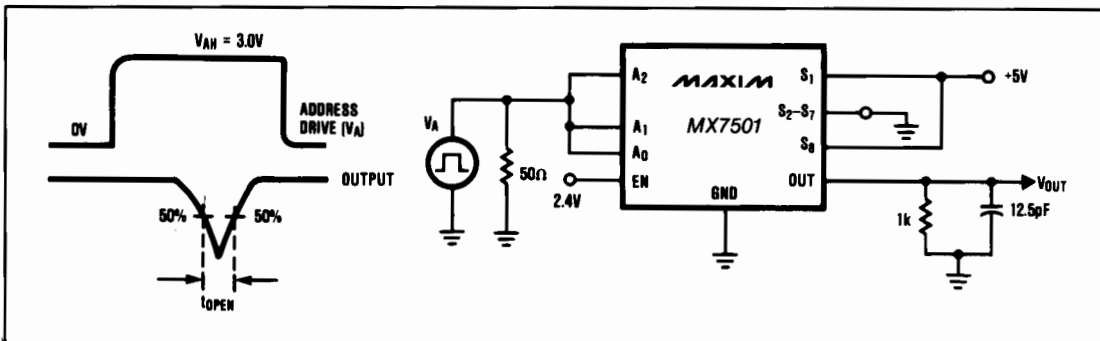 VAH = 3.0V
0V
ADDRESS
DRIVE (VA)
OUTPUT
50%
50%
tOPEN
VA
50Ω
2.4V
A2
A1
A0
EN
MAXIM
MX7501
GND
S1
S2–S7
S8
OUT
+5V
VOUT
1k
12.5pF